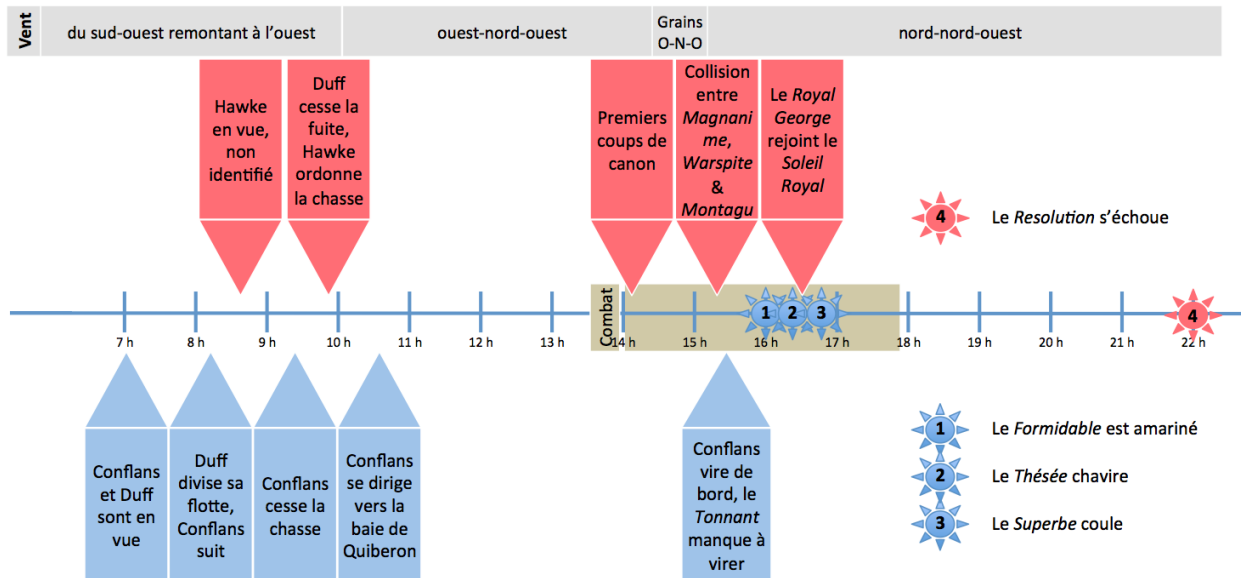 Vent
du sud-ouest remontant à l'ouest
ouest-nord-ouest
Grains
O-N-O
nord-nord-ouest
Hawke
en vue,
non
identifié
Duff
cesse la
fuite,
Hawke
ordonne
la chasse
Premiers
coups de
canon
Collision
entre
Magnani
me,
Warspite
&
Montagu
Le Royal
George
rejoint le
Soleil
Royal
4
Le Resolution s'échoue
Combat
1
2
3
4
7 h
8 h
9 h
10 h
11 h
12 h
13 h
14 h
15 h
16 h
17 h
18 h
19 h
20 h
21 h
22 h
Conflans
et Duff
sont en
vue
Duff
divise sa
flotte,
Conflans
suit
Conflans
cesse la
chasse
Conflans
se dirige
vers la
baie de
Quiberon
Conflans
vire de
bord, le
Tonnant
manque à
virer
1
Le Formidable est amariné
2
Le Thésée chavire
3
Le Superbe coule